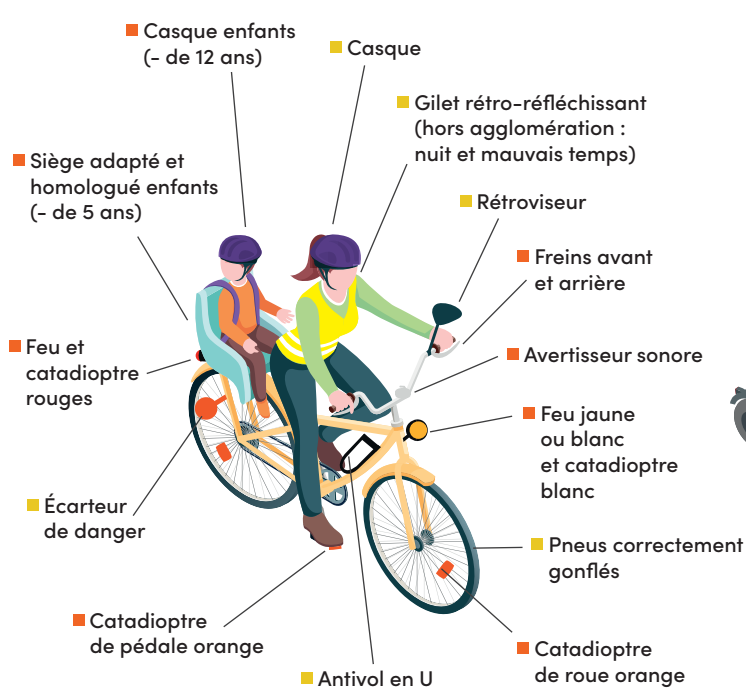 Casque enfants
(- de 12 ans)
Casque
Gilet rétro-réfléchissant
(hors agglomération :
nuit et mauvais temps)
Siège adapté et
homologué enfants
(- de 5 ans)
Rétroviseur
Freins avant
et arrière
Feu et
catadioptre
rouges
Avertisseur sonore
Feu jaune
ou blanc
et catadioptre
blanc
Écarteur
de danger
Pneus correctement
gonflés
Catadioptre
de pédale orange
Catadioptre
de roue orange
Antivol en U